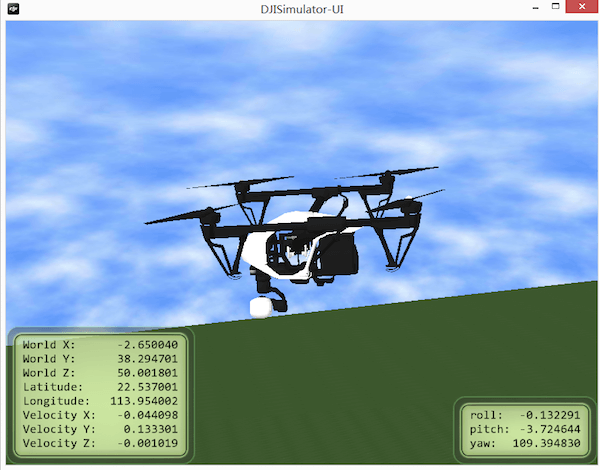 DJISimulator-UI
World X: -2.650040
World Y: 38.294701
World Z: 50.001801
Latitude: 22.537001
Longitude: 113.954002
Velocity X: -0.044098
Velocity Y: 0.133301
Velocity Z: -0.001019
roll: -0.132291
pitch: -3.724644
yaw: 109.394830